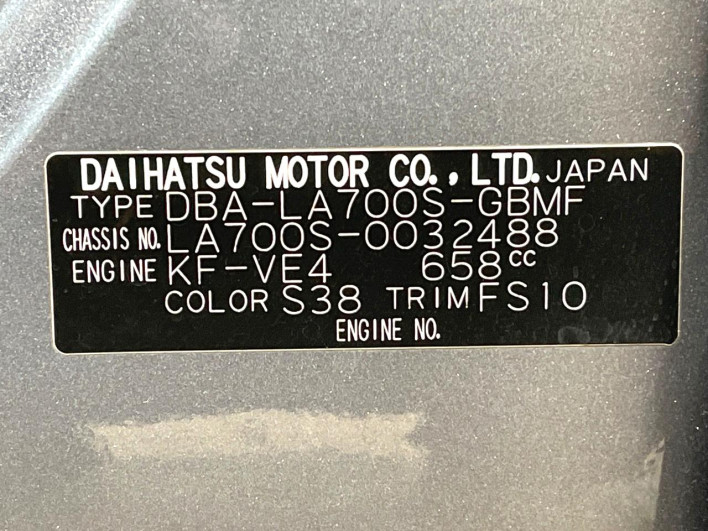 DAIHATSU MOTOR CO., LTD. JAPAN
TYPE DBA-LA700S-GBMF
CHASSIS NO. LA700S-0032488
ENGINE KF-VE4 658cc
COLOR S38 TRIM FS10
ENGINE NO.